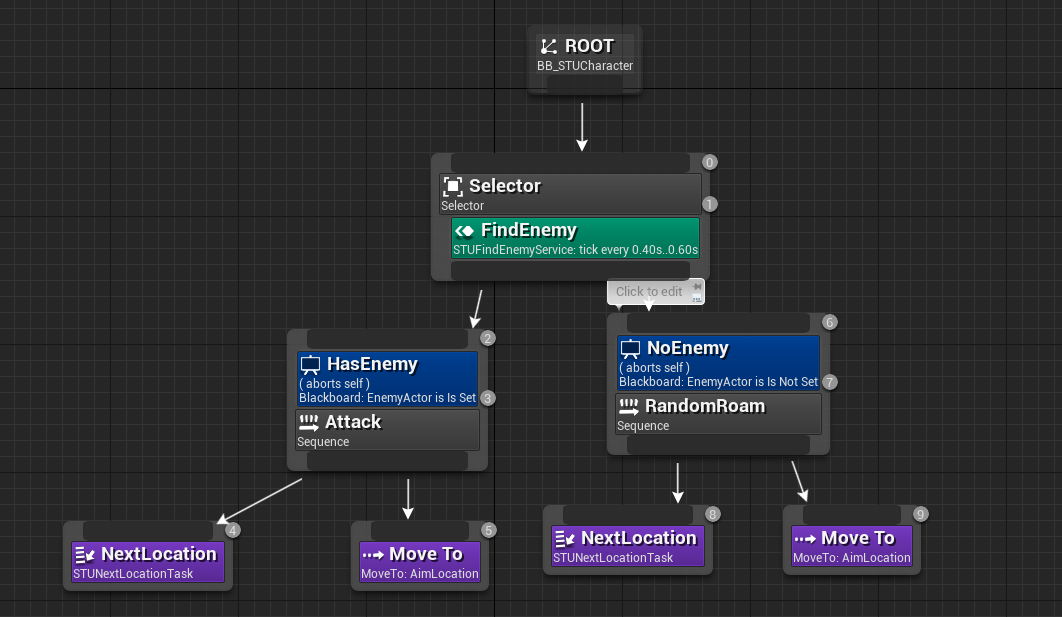 ROOT
BB_STUCharacter
0
Selector
Selector
1
FindEnemy
STUFindEnemyService: tick every 0.40s..0.60s
Click to edit
2
HasEnemy
( aborts self )
Blackboard: EnemyActor is Is Set
3
Attack
Sequence
6
NoEnemy
( aborts self )
Blackboard: EnemyActor is Is Not Set
7
RandomRoam
Sequence
4
NextLocation
STUNextLocationTask
5
Move To
MoveTo: AimLocation
8
NextLocation
STUNextLocationTask
9
Move To
MoveTo: AimLocation